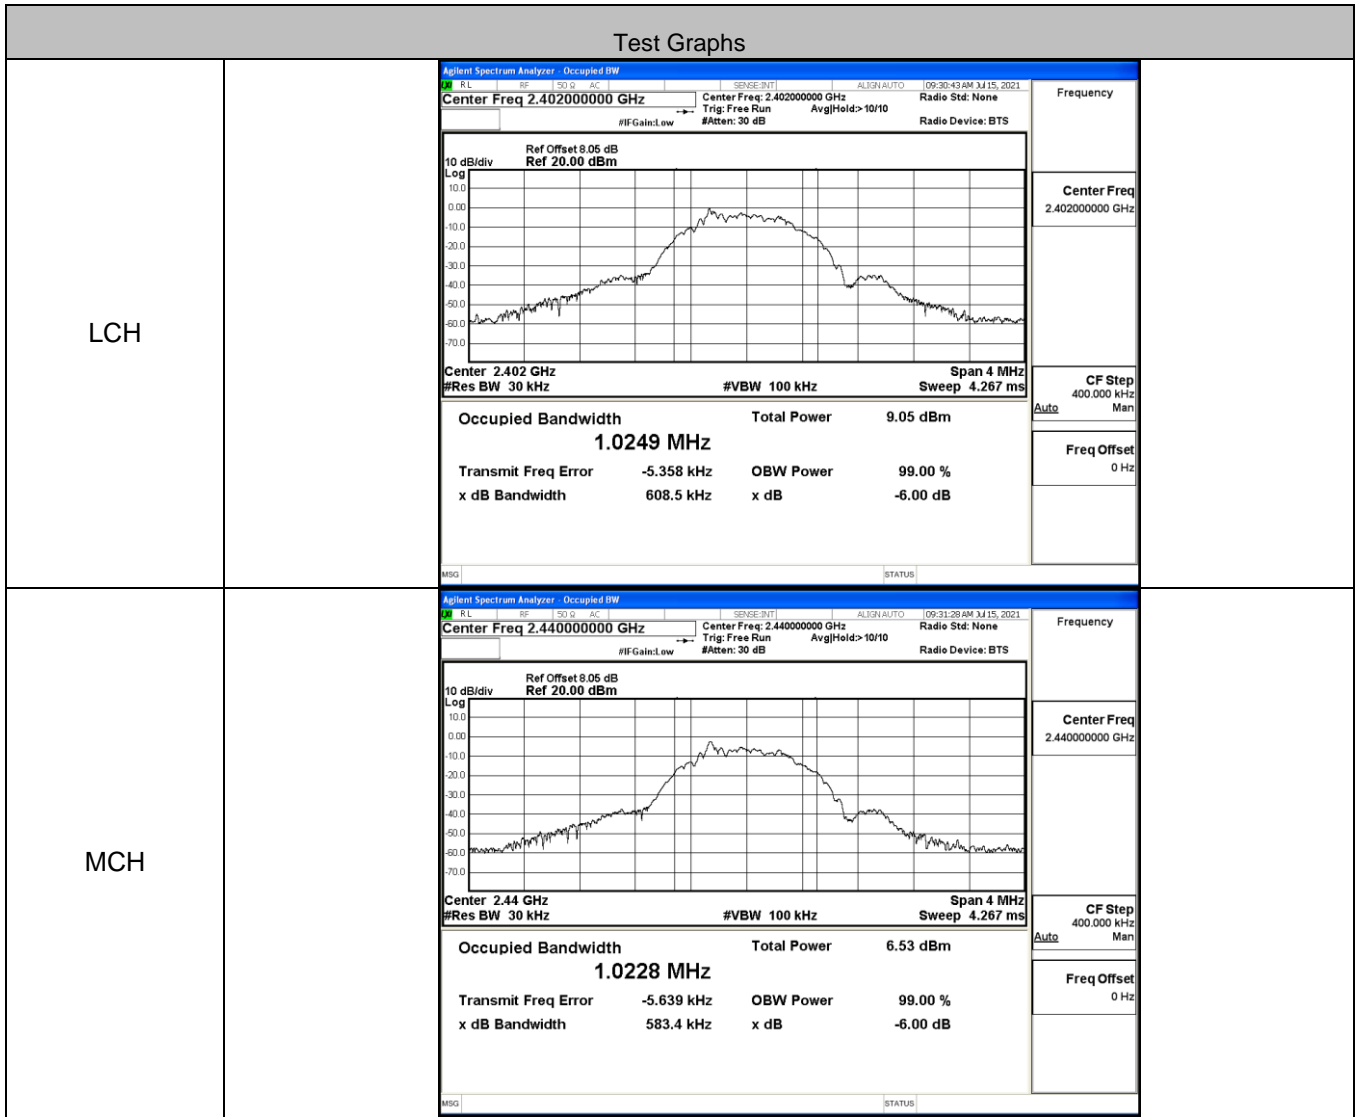 Test Graphs
LCH
Agilent Spectrum Analyzer - Occupied BW
RL RF 50 Ω AC SENSE:INT ALIGN AUTO 09:30:43 AM Jul 15, 2021
Center Freq 2.402000000 GHz
Center Freq: 2.402000000 GHz Radio Std: None
Trig: Free Run Avg|Hold:>10/10
#IFGain:Low #Atten: 30 dB Radio Device: BTS
Ref Offset 8.05 dB
10 dB/div Ref 20.00 dBm
Log
10.0
0.00
-10.0
-20.0
-30.0
-40.0
-50.0
-60.0
-70.0
Center 2.402 GHz Span 4 MHz
#Res BW 30 kHz #VBW 100 kHz Sweep 4.267 ms
Occupied Bandwidth Total Power 9.05 dBm
1.0249 MHz
Transmit Freq Error -5.358 kHz OBW Power 99.00 %
x dB Bandwidth 608.5 kHz x dB -6.00 dB
MSG STATUS
Frequency
Center Freq
2.402000000 GHz
CF Step
400.000 kHz
Auto Man
Freq Offset
0 Hz
MCH
Agilent Spectrum Analyzer - Occupied BW
RL RF 50 Ω AC SENSE:INT ALIGN AUTO 09:31:28 AM Jul 15, 2021
Center Freq 2.440000000 GHz
Center Freq: 2.440000000 GHz Radio Std: None
Trig: Free Run Avg|Hold:>10/10
#IFGain:Low #Atten: 30 dB Radio Device: BTS
Ref Offset 8.05 dB
10 dB/div Ref 20.00 dBm
Log
10.0
0.00
-10.0
-20.0
-30.0
-40.0
-50.0
-60.0
-70.0
Center 2.44 GHz Span 4 MHz
#Res BW 30 kHz #VBW 100 kHz Sweep 4.267 ms
Occupied Bandwidth Total Power 6.53 dBm
1.0228 MHz
Transmit Freq Error -5.639 kHz OBW Power 99.00 %
x dB Bandwidth 583.4 kHz x dB -6.00 dB
MSG STATUS
Frequency
Center Freq
2.440000000 GHz
CF Step
400.000 kHz
Auto Man
Freq Offset
0 Hz